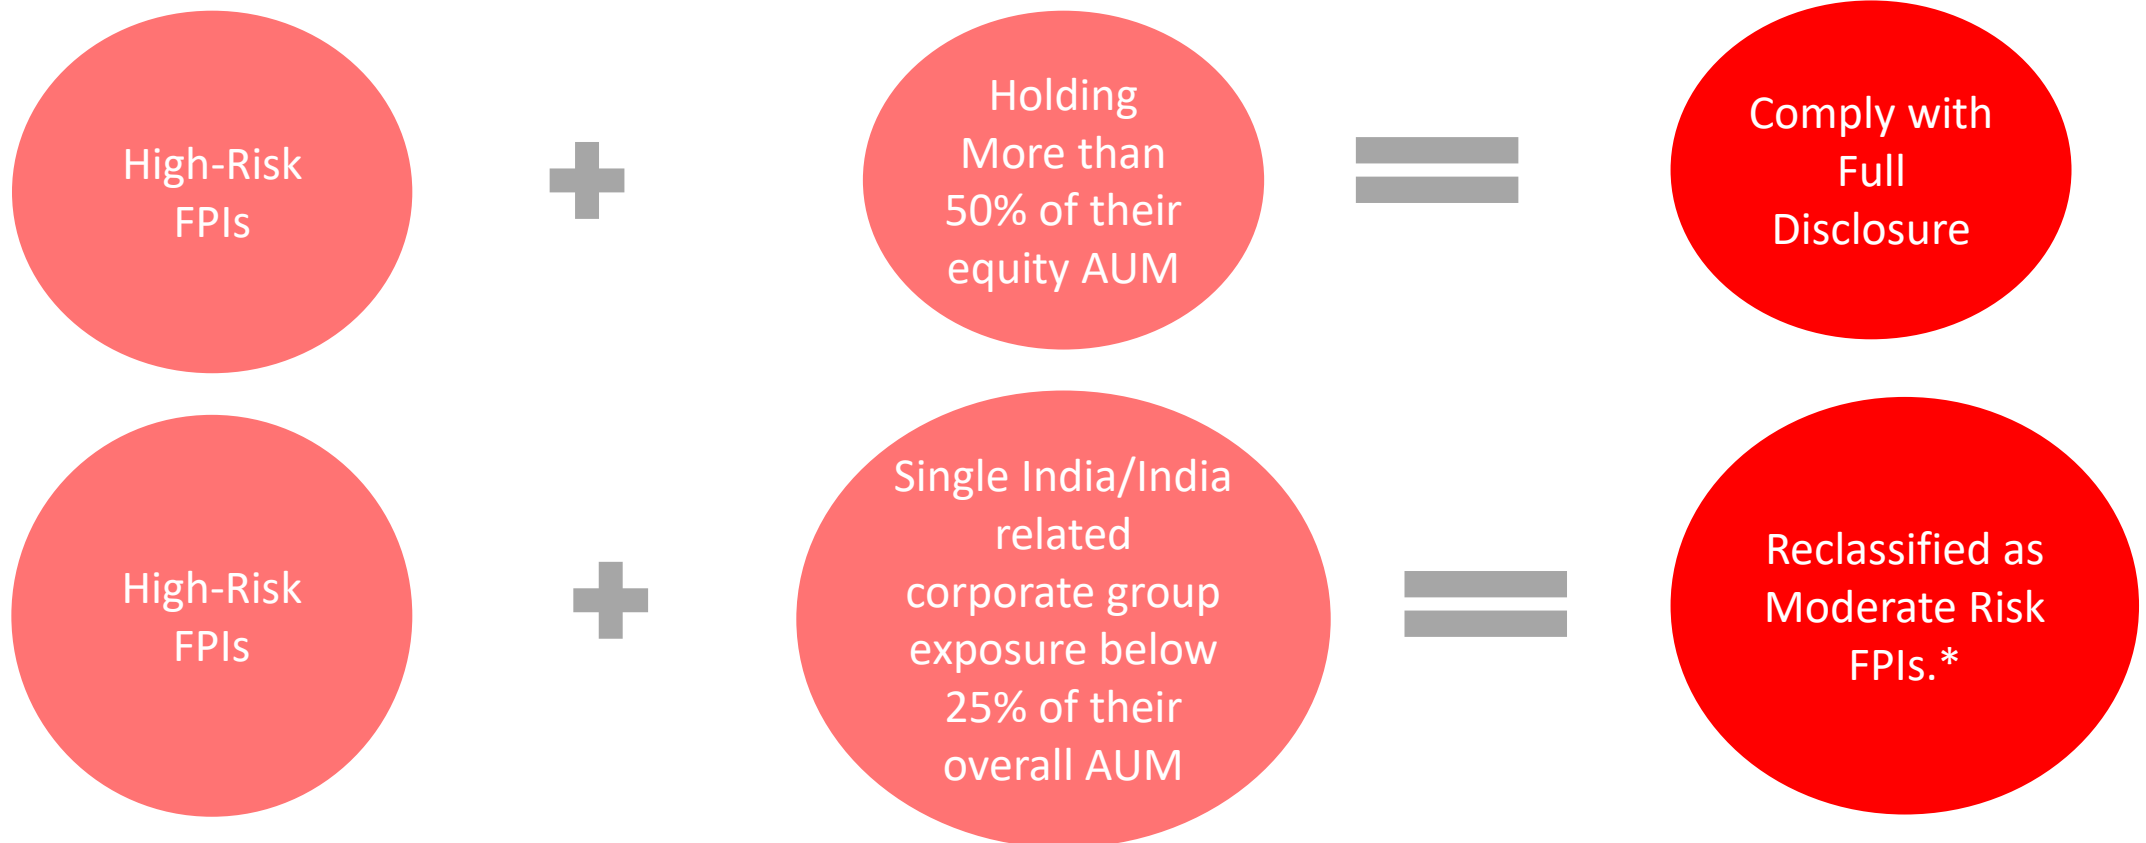 High-Risk
FPIs
Holding
More than
50% of their
equity AUM
Comply with
Full
Disclosure
High-Risk
FPIs
Single India/India
related
corporate group
exposure below
25% of their
overall AUM
Reclassified as
Moderate Risk
FPIs.*